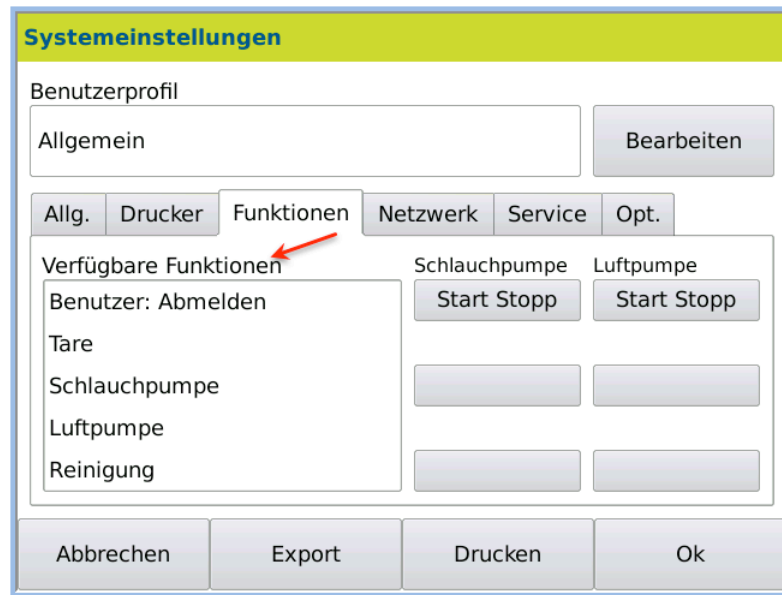 Systemeinstellungen
Benutzerprofil
Allgemein
Bearbeiten
Allg. Drucker Funktionen Netzwerk Service Opt.
Verfügbare Funktionen Schlauchpumpe Luftpumpe
Benutzer: Abmelden Start Stopp Start Stopp
Tare
Schlauchpumpe
Luftpumpe
Reinigung
Abbrechen Export Drucken Ok